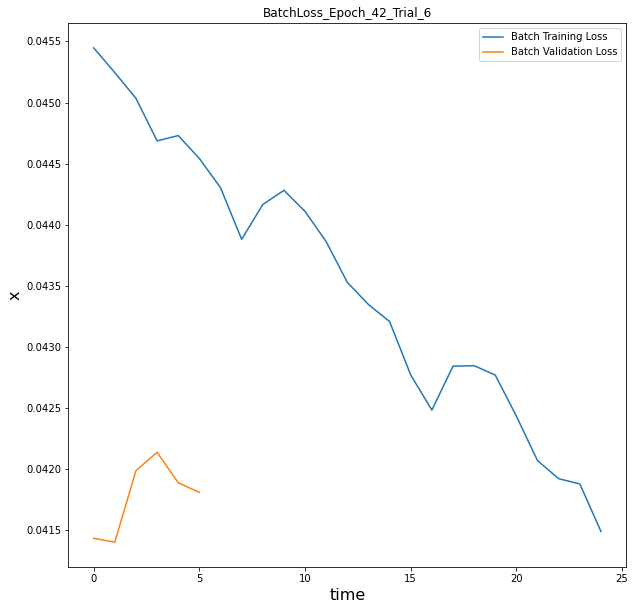 BatchLoss_Epoch_42_Trial_6
Batch Training Loss
Batch Validation Loss
0.0455
0.0450
0.0445
0.0440
0.0435
0.0430
0.0425
0.0420
0.0415
x
0 5 10 15 20 25
time